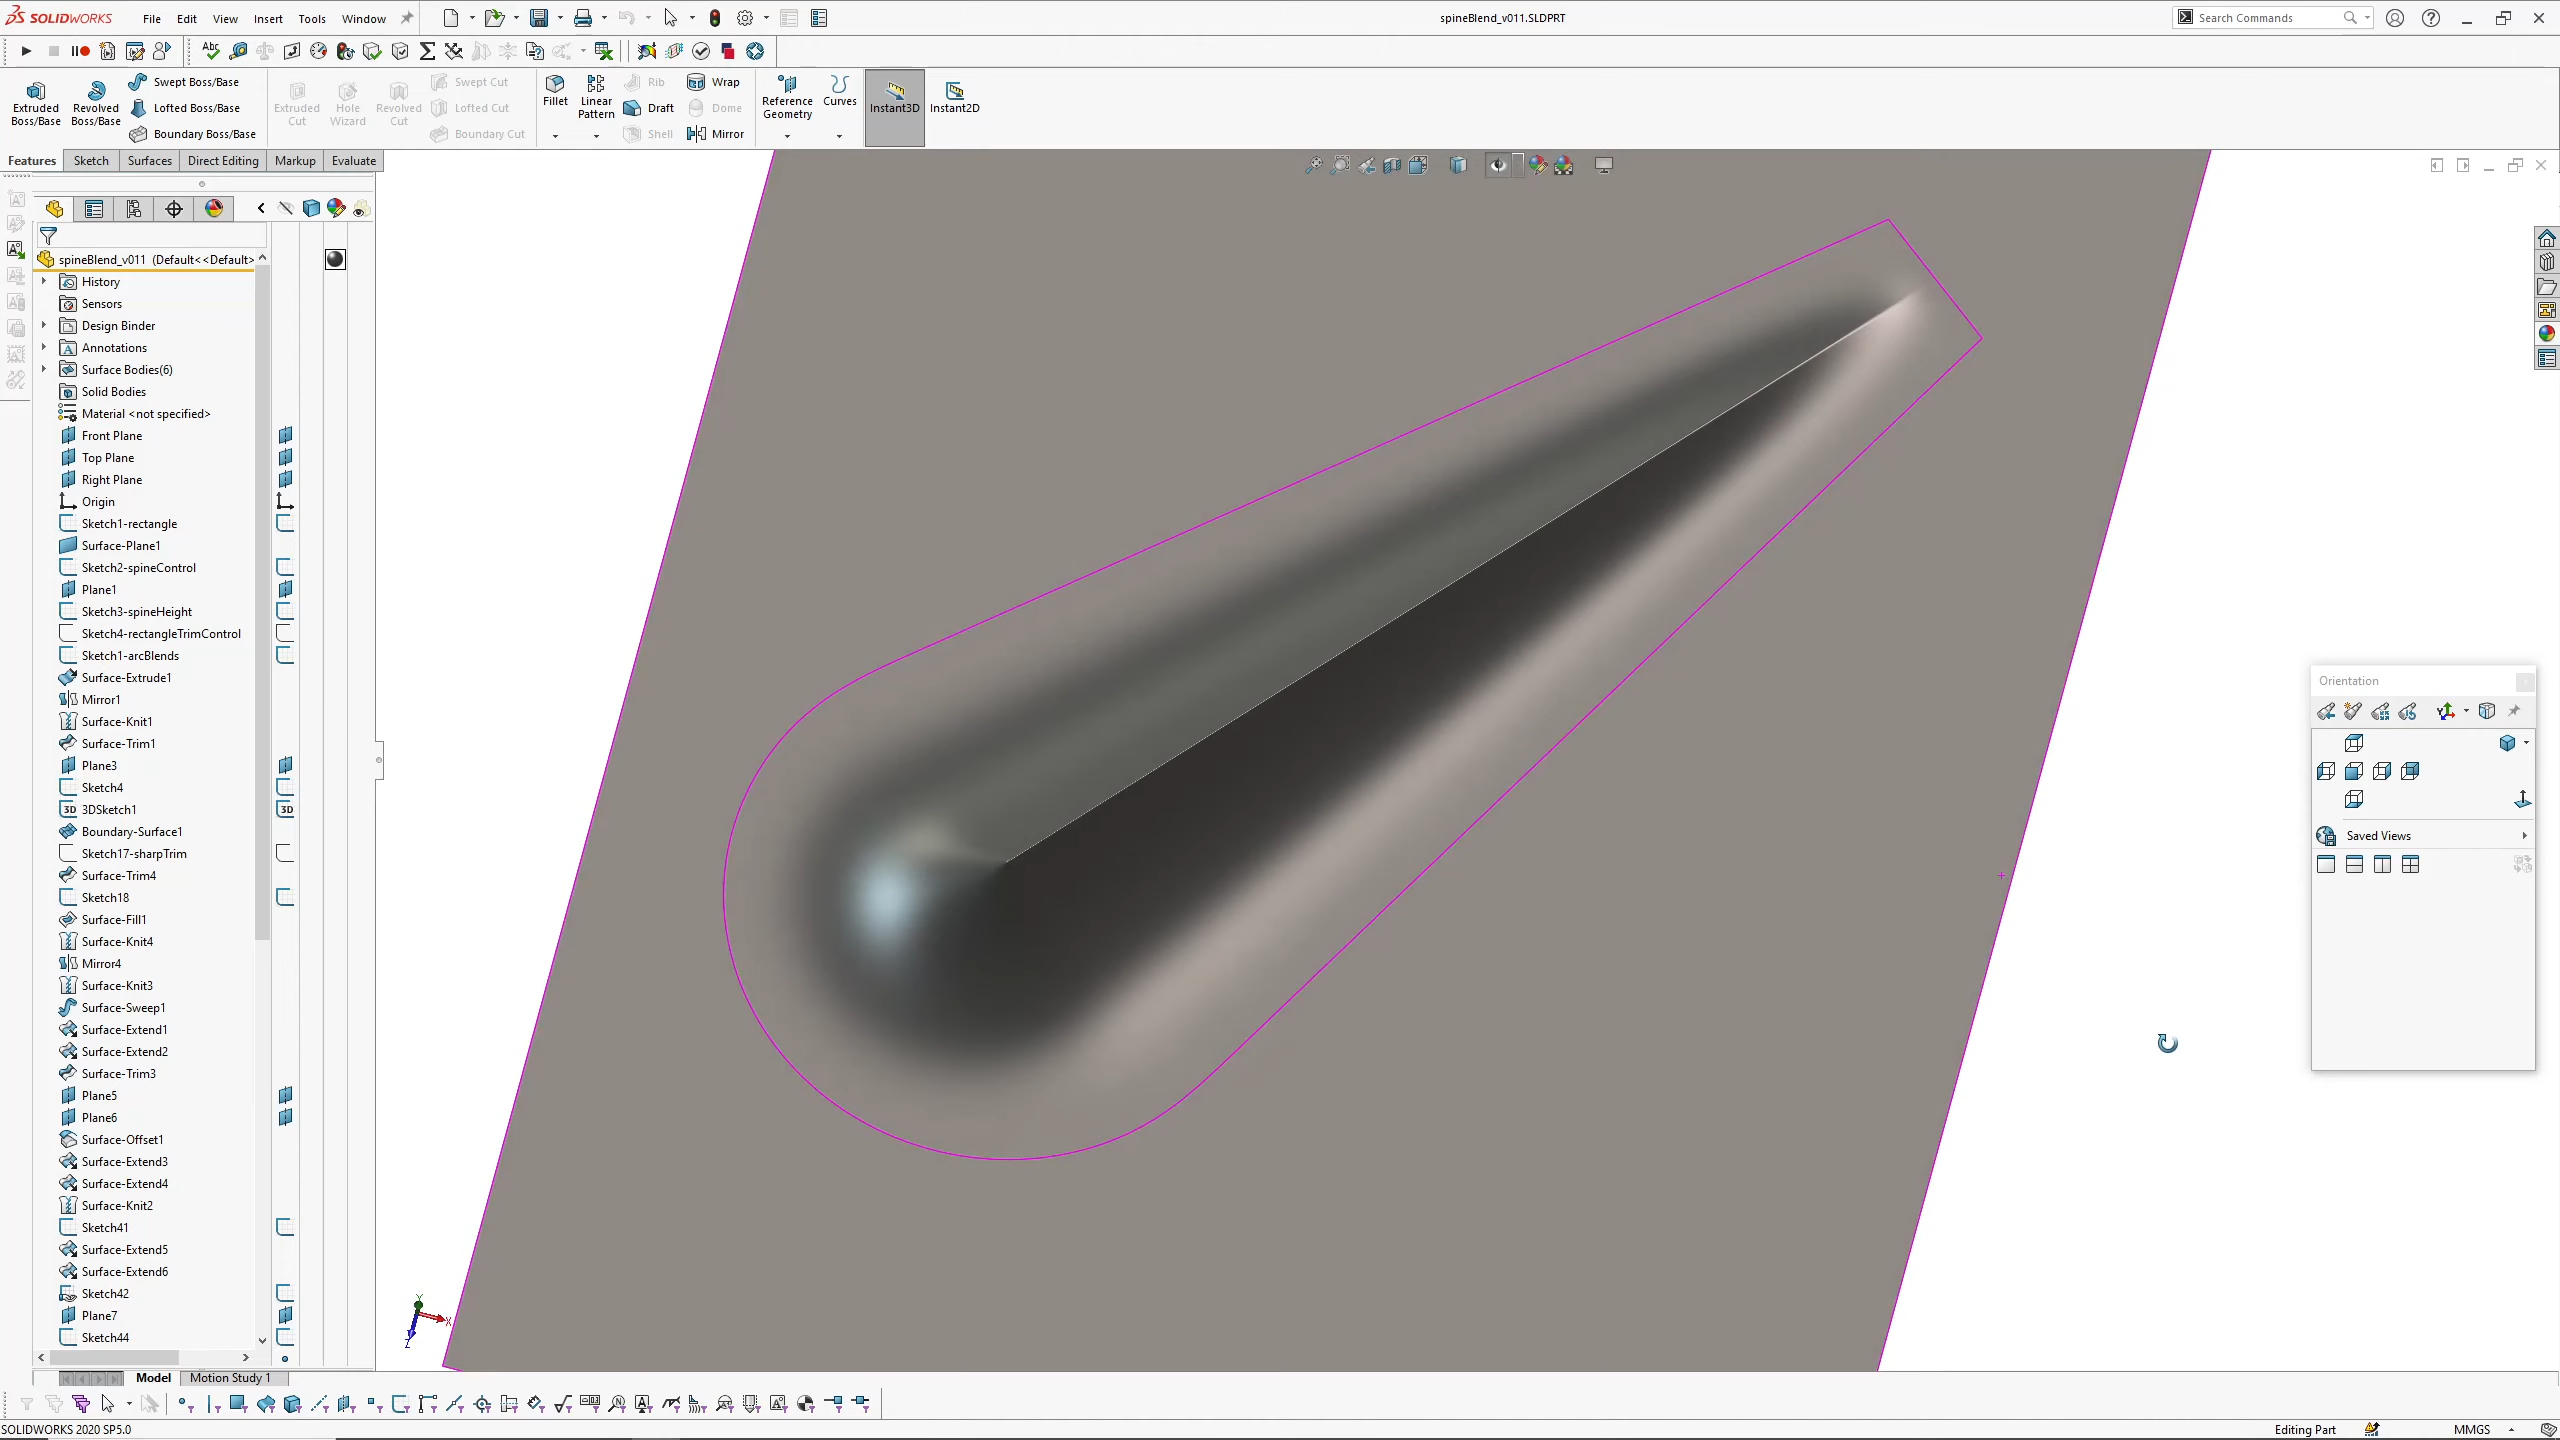 SOLIDWORKS File Edit View Insert Tools Window
spineBlend_v011.SLDPRT
Search Commands
Extruded Boss/Base
Revolved Boss/Base
Swept Boss/Base
Lofted Boss/Base
Boundary Boss/Base
Extruded Cut
Hole Wizard
Revolved Cut
Swept Cut
Lofted Cut
Boundary Cut
Fillet
Linear Pattern
Rib
Draft
Shell
Wrap
Dome
Mirror
Reference Geometry
Curves
Instant3D
Instant2D
Features Sketch Surfaces Direct Editing Markup Evaluate
spineBlend_v011 (Default<<Default>
History
Sensors
Design Binder
Annotations
Surface Bodies(6)
Solid Bodies
Material <not specified>
Front Plane
Top Plane
Right Plane
Origin
Sketch1-rectangle
Surface-Plane1
Sketch2-spineControl
Plane1
Sketch3-spineHeight
Sketch4-rectangleTrimControl
Sketch1-arcBlends
Surface-Extrude1
Mirror1
Surface-Knit1
Surface-Trim1
Plane3
Sketch4
3D 3DSketch1 3D
Boundary-Surface1
Sketch17-sharpTrim
Surface-Trim4
Sketch18
Surface-Fill1
Surface-Knit4
Mirror4
Surface-Knit3
Surface-Sweep1
Surface-Extend1
Surface-Extend2
Surface-Trim3
Plane5
Plane6
Surface-Offset1
Surface-Extend3
Surface-Extend4
Surface-Knit2
Sketch41
Surface-Extend5
Surface-Extend6
Sketch42
Plane7
Sketch44
Orientation
Saved Views
Y
X
Z
Model Motion Study 1
SOLIDWORKS 2020 SP5.0
Editing Part
MMGS